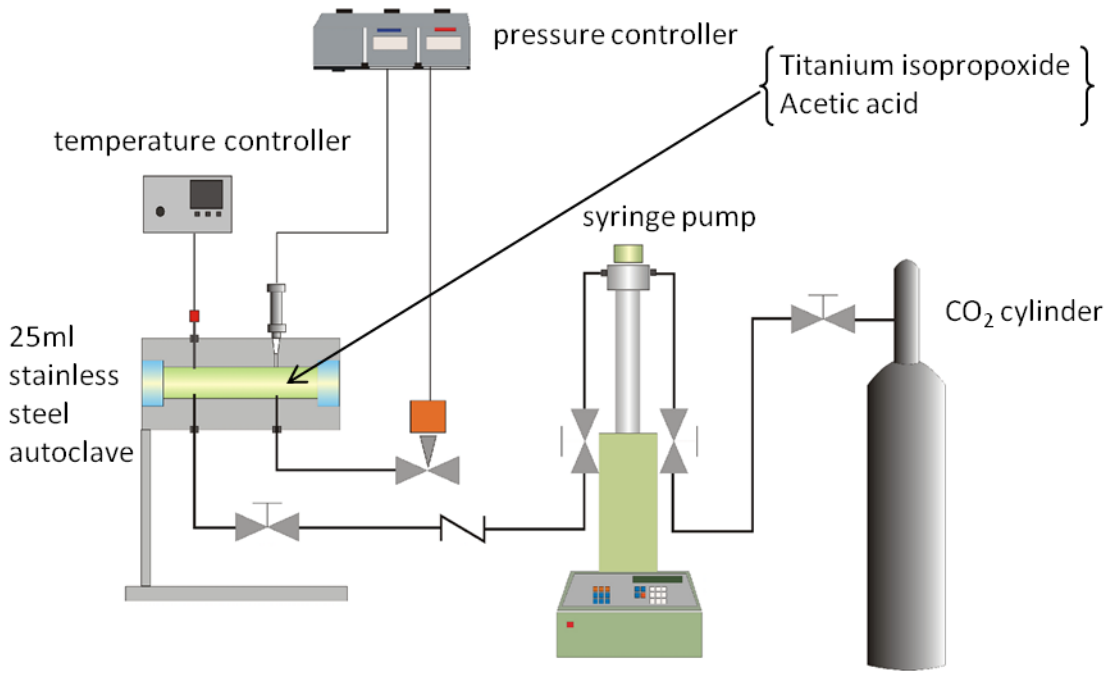 pressure controller
Titanium isopropoxide
Acetic acid
temperature controller
syringe pump
CO₂ cylinder
25ml
stainless
steel
autoclave